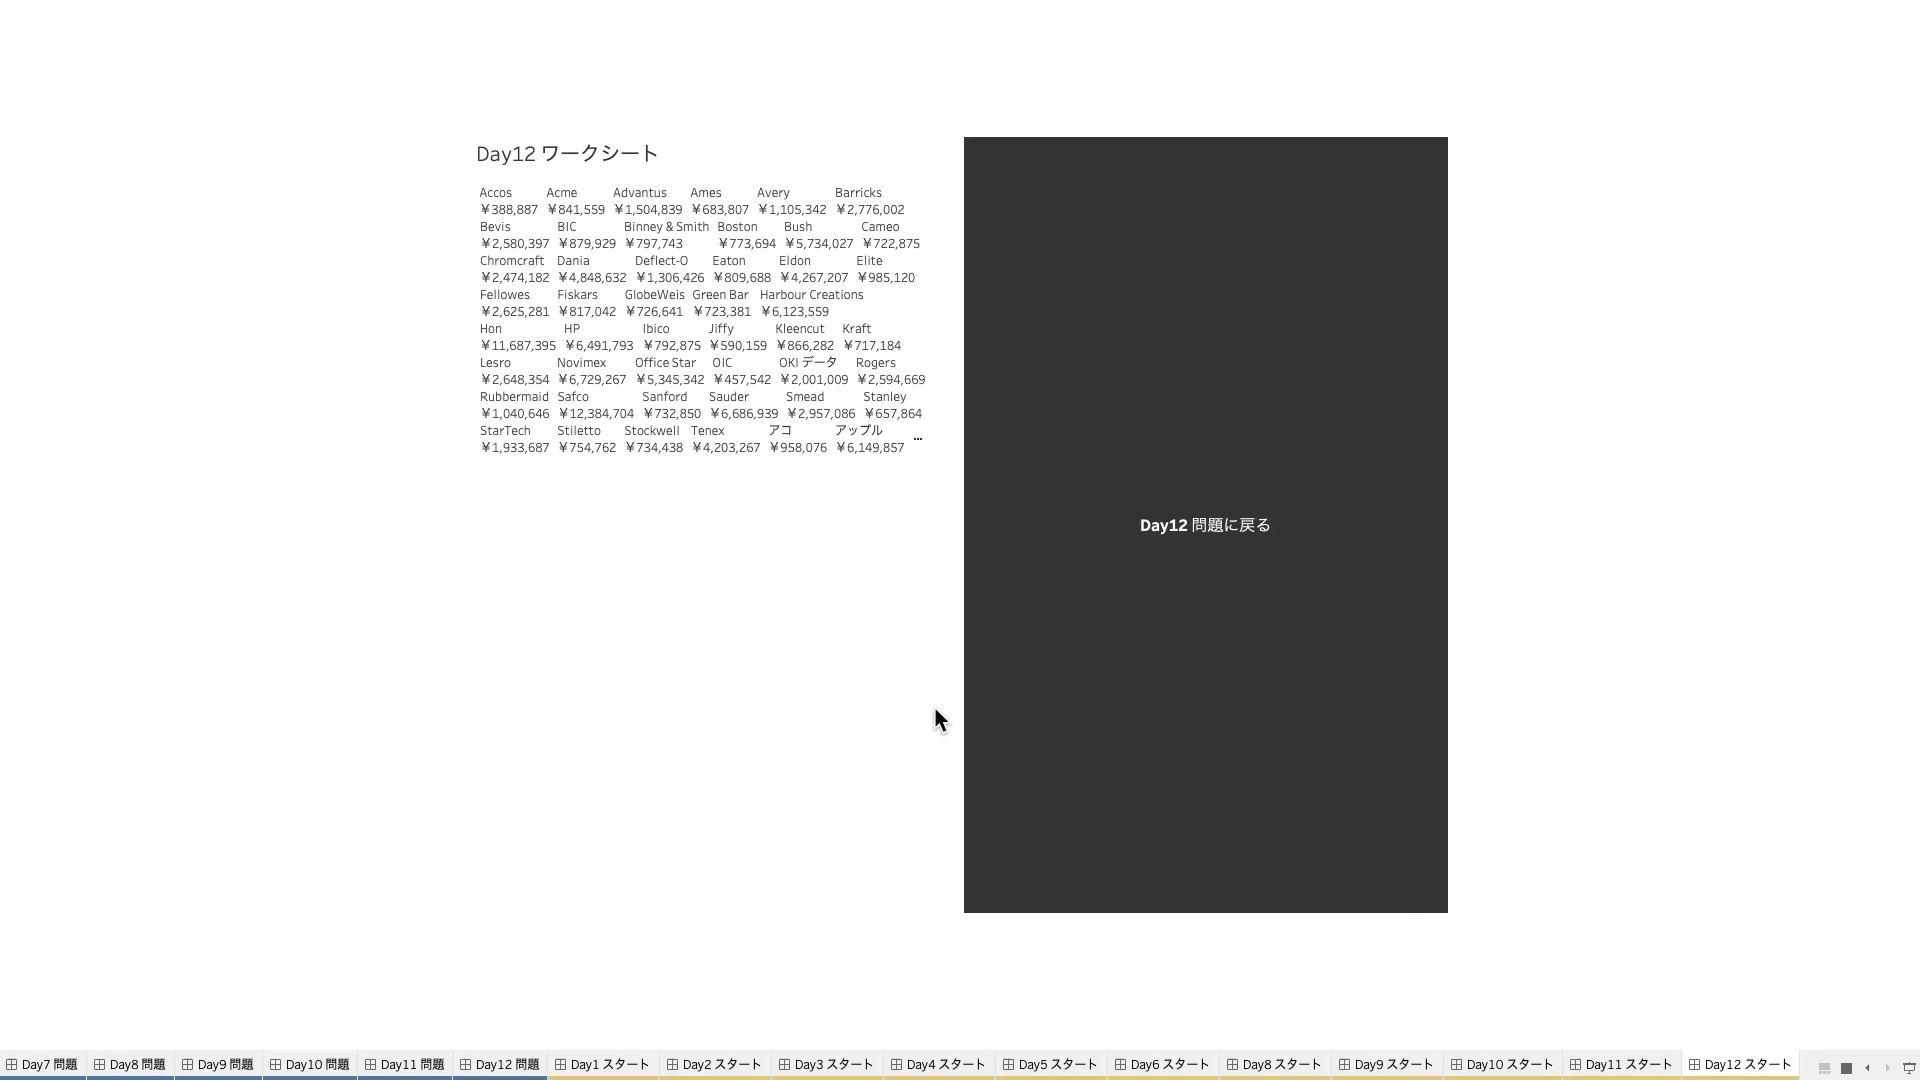 Day12 ワークシート
Accos Acme Advantus Ames Avery Barricks
¥388,887 ¥841,559 ¥1,504,839 ¥683,807 ¥1,105,342 ¥2,776,002
Bevis BIC Binney & Smith Boston Bush Cameo
¥2,580,397 ¥879,929 ¥797,743 ¥773,694 ¥5,734,027 ¥722,875
Chromcraft Dania Deflect-O Eaton Eldon Elite
¥2,474,182 ¥4,848,632 ¥1,306,426 ¥809,688 ¥4,267,207 ¥985,120
Fellowes Fiskars GlobeWeis Green Bar Harbour Creations
¥2,625,281 ¥817,042 ¥726,641 ¥723,381 ¥6,123,559
Hon HP Ibico Jiffy Kleencut Kraft
¥11,687,395 ¥6,491,793 ¥792,875 ¥590,159 ¥866,282 ¥717,184
Lesro Novimex Office Star OIC OKI データ Rogers
¥2,648,354 ¥6,729,267 ¥5,345,342 ¥457,542 ¥2,001,009 ¥2,594,669
Rubbermaid Safco Sanford Sauder Smead Stanley
¥1,040,646 ¥12,384,704 ¥732,850 ¥6,686,939 ¥2,957,086 ¥657,864
StarTech Stiletto Stockwell Tenex アコ アップル ...
¥1,933,687 ¥754,762 ¥734,438 ¥4,203,267 ¥958,076 ¥6,149,857
Day12 問題に戻る
Day7 問題 Day8 問題 Day9 問題 Day10 問題 Day11 問題 Day12 問題 Day1 スタート Day2 スタート Day3 スタート Day4 スタート Day5 スタート Day6 スタート Day8 スタート Day9 スタート Day10 スタート Day11 スタート Day12 スタート